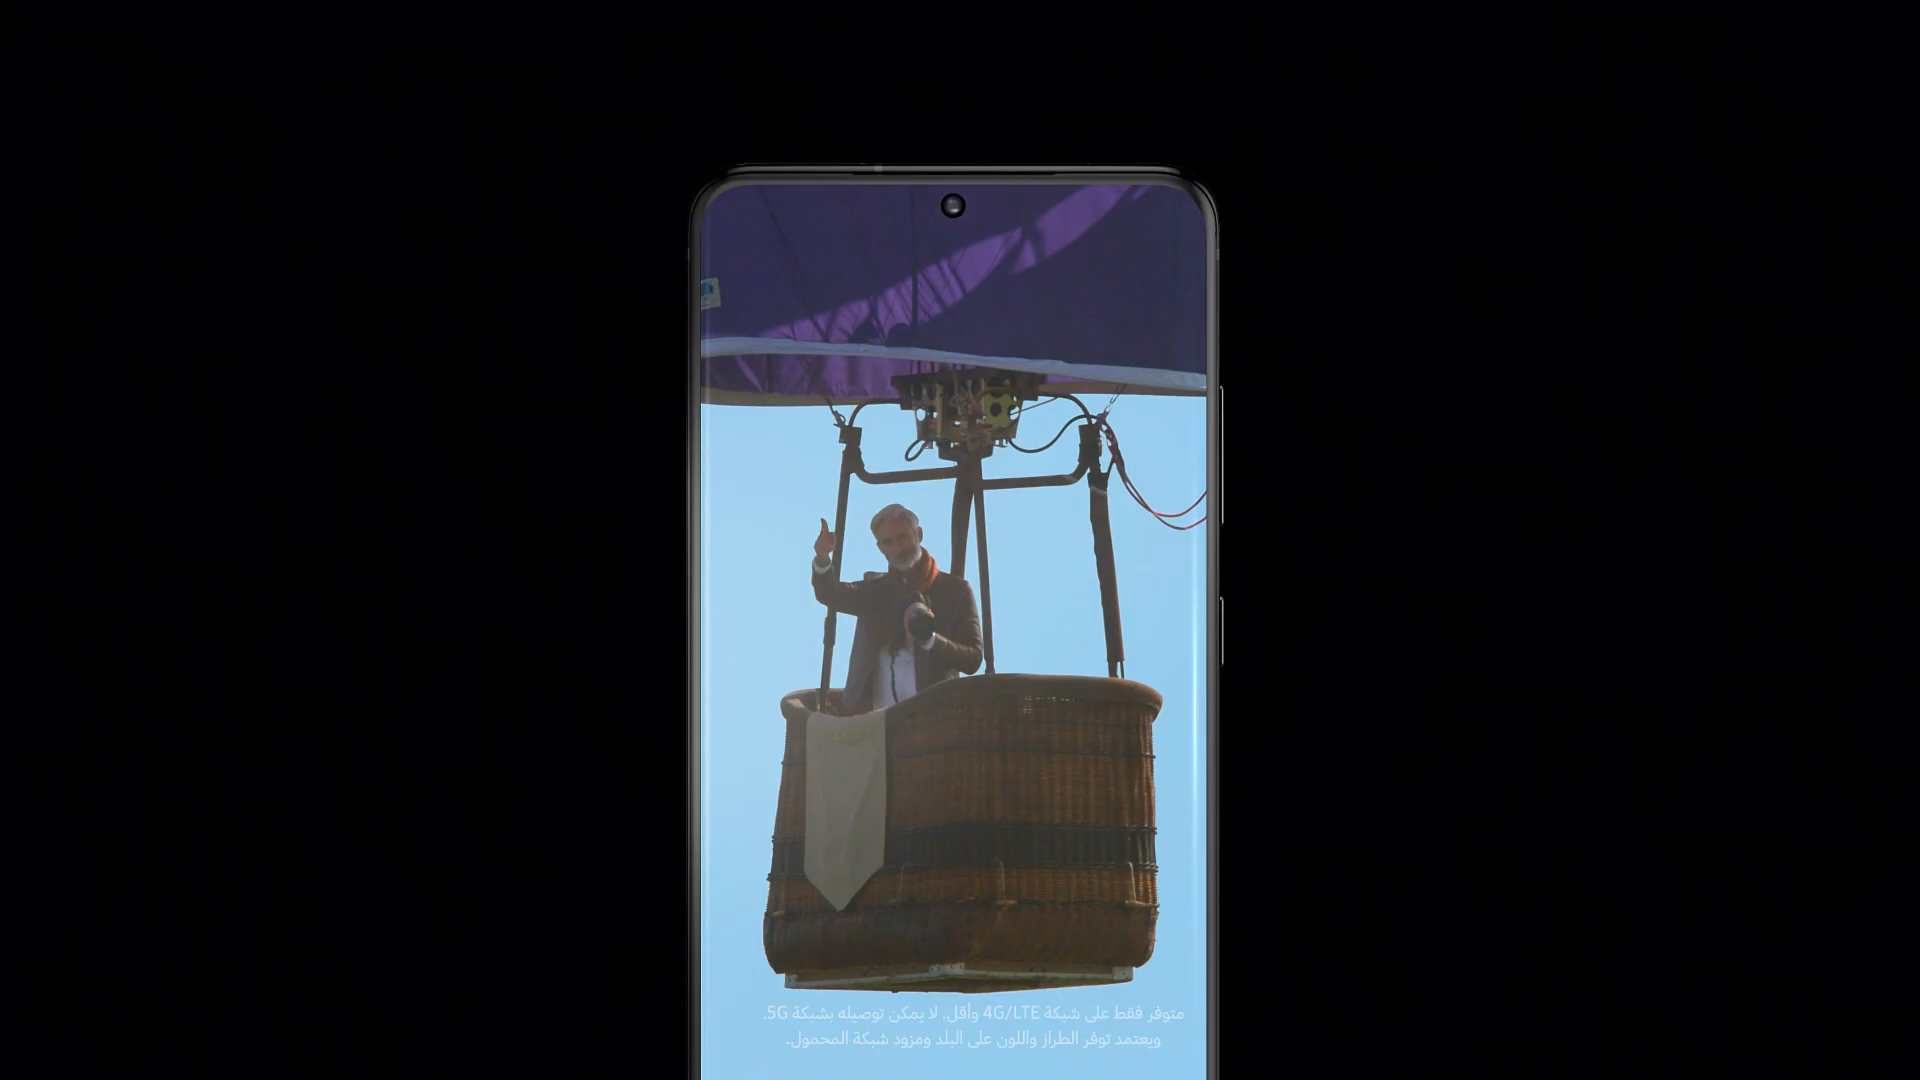 متوفر فقط على شبكة 4G/LTE وأقل. لا يمكن توصيله بشبكة 5G.
ويعتمد توفر الطراز واللون على البلد ومزود شبكة المحمول.